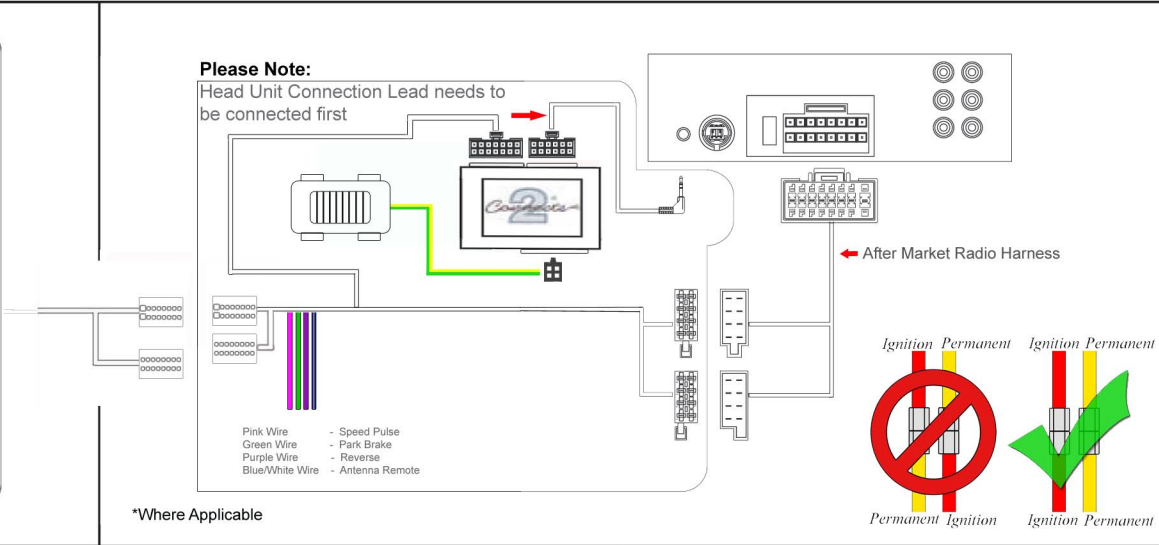 Please Note:
Head Unit Connection Lead needs to
be connected first
Connects
2
After Market Radio Harness
Ignition Permanent
Ignition Permanent
Pink Wire - Speed Pulse
Green Wire - Park Brake
Purple Wire - Reverse
Blue/White Wire - Antenna Remote
Permanent Ignition
Ignition Permanent
*Where Applicable